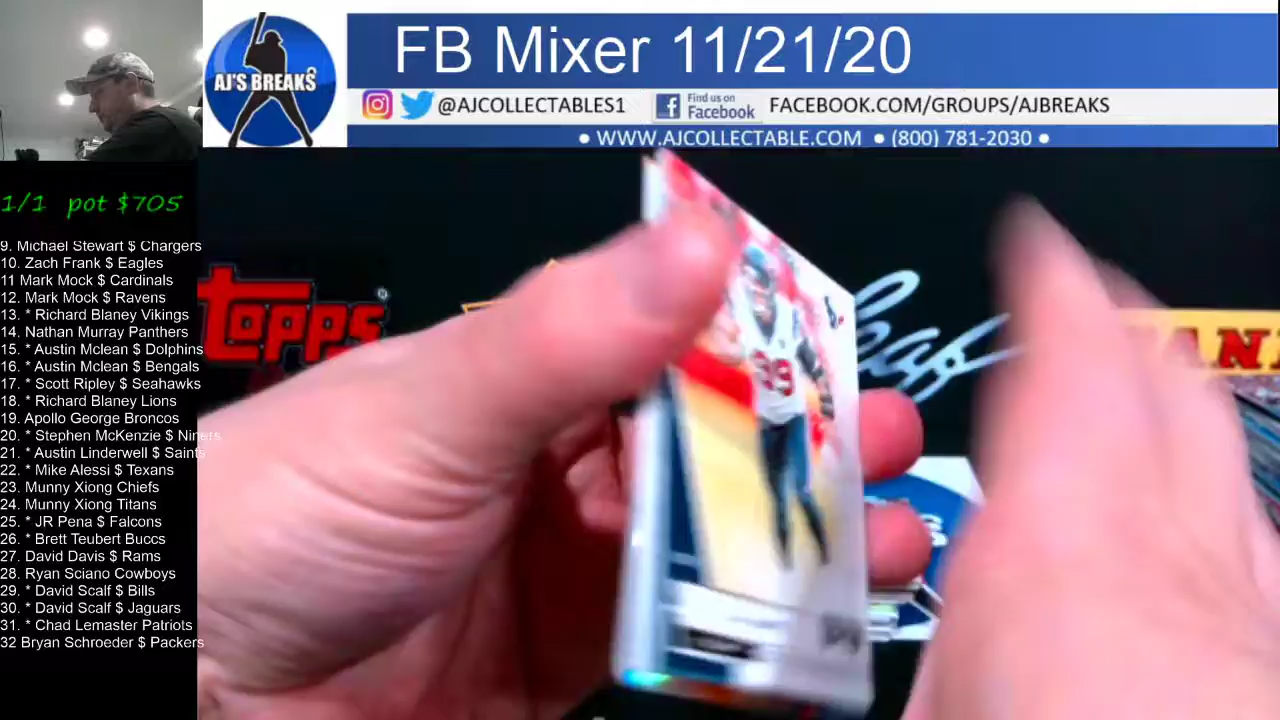 FB Mixer 11/21/20
AJ'S BREAKS
@AJCOLLECTABLES1
Find us on
Facebook
FACEBOOK.COM/GROUPS/AJBREAKS
● WWW.AJCOLLECTABLE.COM ● (800) 781-2030 ●
1/1 pot $705
9. Michael Stewart $ Chargers
10. Zach Frank $ Eagles
11 Mark Mock $ Cardinals
12. Mark Mock $ Ravens
13. * Richard Blaney Vikings
14. Nathan Murray Panthers
15. * Austin Mclean $ Dolphins
16. * Austin Mclean $ Bengals
17. * Scott Ripley $ Seahawks
18. * Richard Blaney Lions
19. Apollo George Broncos
20. * Stephen McKenzie $ Niners
21. * Austin Linderwell $ Saints
22. * Mike Alessi $ Texans
23. Munny Xiong Chiefs
24. Munny Xiong Titans
25. * JR Pena $ Falcons
26. * Brett Teubert Buccs
27. David Davis $ Rams
28. Ryan Sciano Cowboys
29. * David Scalf $ Bills
30. * David Scalf $ Jaguars
31. * Chad Lemaster Patriots
32 Bryan Schroeder $ Packers
Topps
Leaf
99